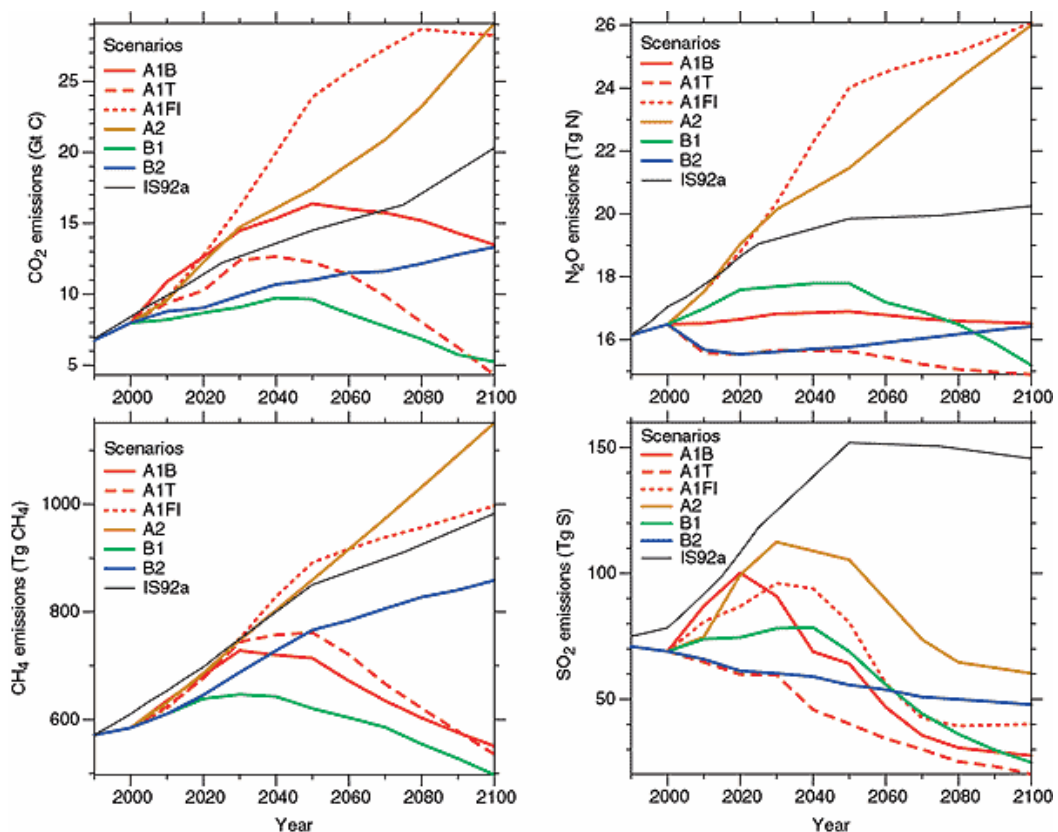 Scenarios
A1B
A1T
A1FI
A2
B1
B2
IS92a
CO₂ emissions (Gt C)
25
20
15
10
5
2000 2020 2040 2060 2080 2100
Scenarios
A1B
A1T
A1FI
A2
B1
B2
IS92a
N₂O emissions (Tg N)
26
24
22
20
18
16
2000 2020 2040 2060 2080 2100
Scenarios
A1B
A1T
A1FI
A2
B1
B2
IS92a
CH₄ emissions (Tg CH₄)
1000
800
600
2000 2020 2040 2060 2080 2100
Year
Scenarios
A1B
A1T
A1FI
A2
B1
B2
IS92a
SO₂ emissions (Tg S)
150
100
50
2000 2020 2040 2060 2080 2100
Year